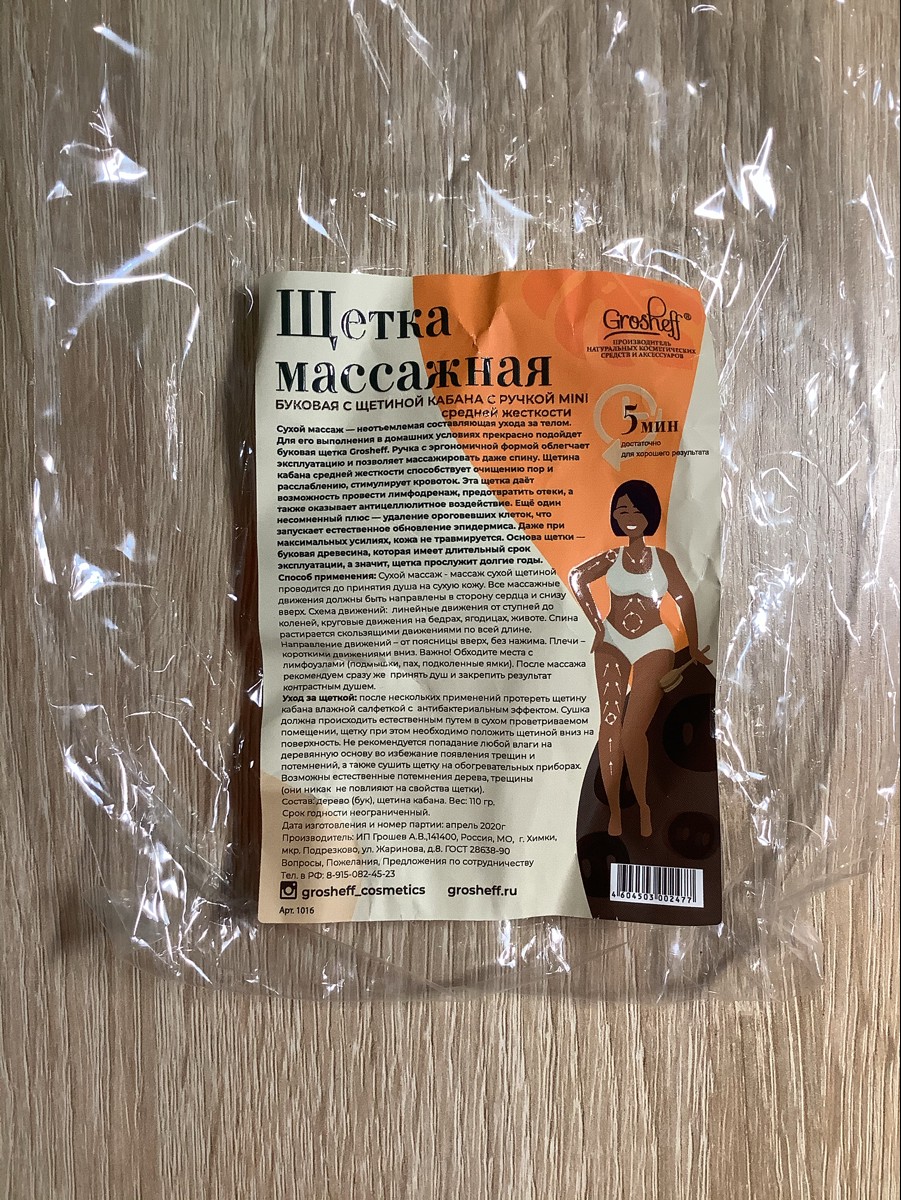 Щетка
массажная
БУКОВАЯ С ЩЕТИНОЙ КАБАНА С РУЧКОЙ MINI
средней жесткости
Grosheff®
ПРОИЗВОДИТЕЛЬ
НАТУРАЛЬНЫХ КОСМЕТИЧЕСКИХ
СРЕДСТВ И АКСЕССУАРОВ
5 мин
достаточно
для хорошего результата
Сухой массаж — неотъемлемая составляющая ухода за телом.
Для его выполнения в домашних условиях прекрасно подойдет
буковая щетка Grosheff. Ручка с эргономичной формой облегчает
эксплуатацию и позволяет массажировать даже спину. Щетина
кабана средней жесткости способствует очищению пор и
расслаблению, стимулирует кровоток. Эта щетка даёт
возможность провести лимфодренаж, предотвратить отеки, а
также оказывает антицеллюлитное воздействие. Ещё один
несомненный плюс — удаление ороговевших клеток, что
запускает естественное обновление эпидермиса. Даже при
максимальных усилиях, кожа не травмируется. Основа щетки —
буковая древесина, которая имеет длительный срок
эксплуатации, а значит, щетка прослужит долгие годы.
Способ применения: Сухой массаж - массаж сухой щетиной
проводится до принятия душа на сухую кожу. Все массажные
движения должны быть направлены в сторону сердца и снизу
вверх. Схема движений: линейные движения от ступней до
коленей, круговые движения на бедрах, ягодицах, животе. Спина
растирается скользящими движениями по всей длине.
Направление движений – от поясницы вверх, без нажима. Плечи –
короткими движениями вниз. Важно! Обходите места с
лимфоузлами (подмышки, пах, подколенные ямки). После массажа
рекомендуем сразу же принять душ и закрепить результат
контрастным душем.
Уход за щеткой: после нескольких применений протереть щетину
кабана влажной салфеткой с антибактериальным эффектом. Сушка
должна происходить естественным путем в сухом проветриваемом
помещении, щетку при этом необходимо положить щетиной вниз на
поверхность. Не рекомендуется попадание любой влаги на
деревянную основу во избежание появления трещин и
потемнений, а также сушить щетку на обогревательных приборах.
Возможны естественные потемнения дерева, трещины
(они никак не повлияют на свойства щетки).
Состав: дерево (бук), щетина кабана. Вес: 110 гр.
Срок годности неограниченный.
Дата изготовления и номер партии: апрель 2020г
Производитель: ИП Грошев А.В.,141400, Россия, МО, г. Химки,
мкр. Подрезково, ул. Жаринова, д.8. ГОСТ 28638-90
Вопросы, Пожелания, Предложения по сотрудничеству
Тел. в РФ: 8-915-082-45-23
grosheff_cosmetics grosheff.ru
Арт. 1016
4 604503 002477